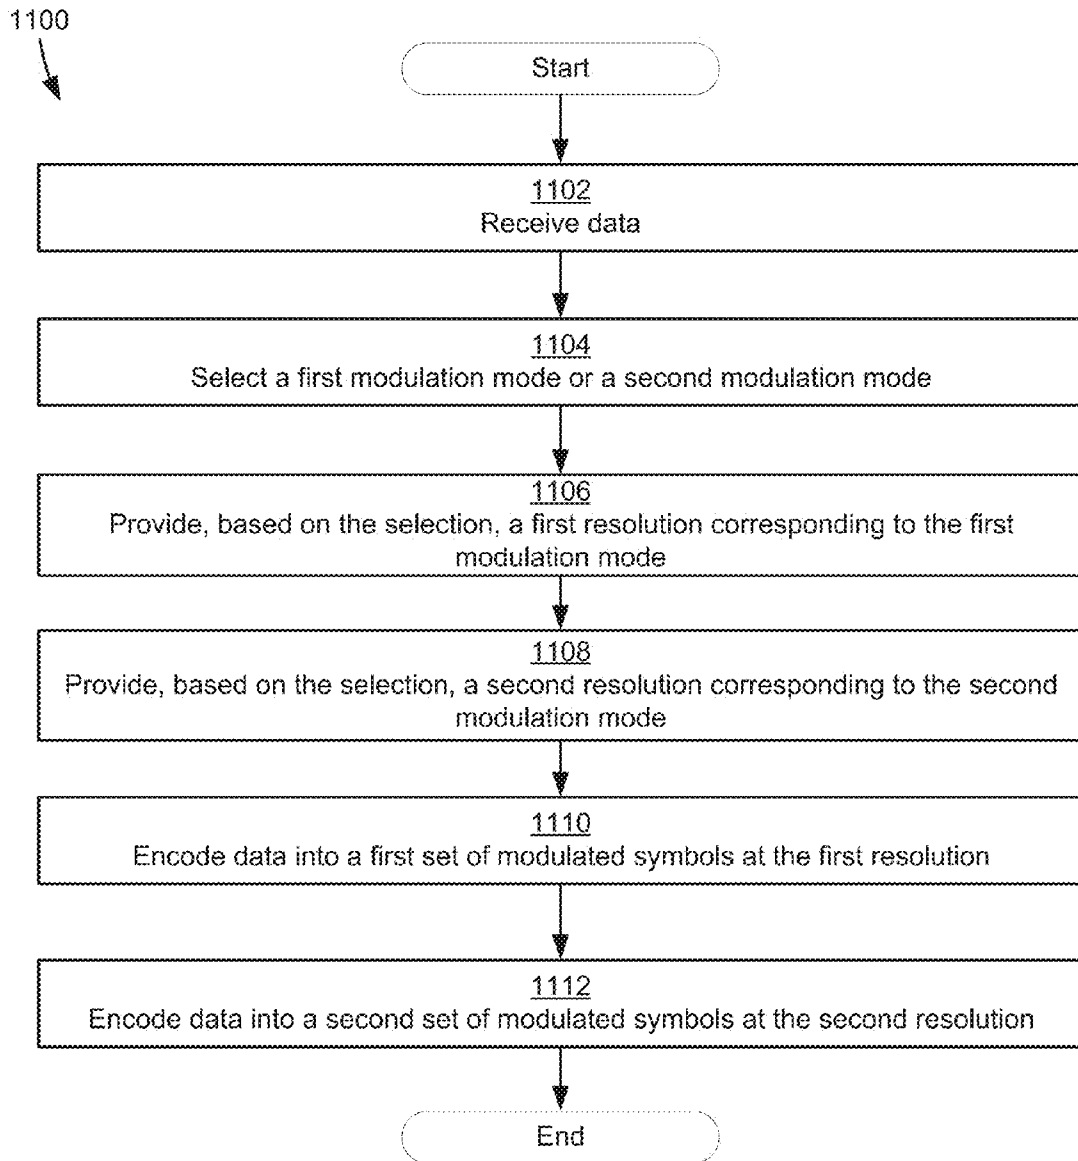 1100
Start
1102
Receive data
1104
Select a first modulation mode or a second modulation mode
1106
Provide, based on the selection, a first resolution corresponding to the first
modulation mode
1108
Provide, based on the selection, a second resolution corresponding to the second
modulation mode
1110
Encode data into a first set of modulated symbols at the first resolution
1112
Encode data into a second set of modulated symbols at the second resolution
End